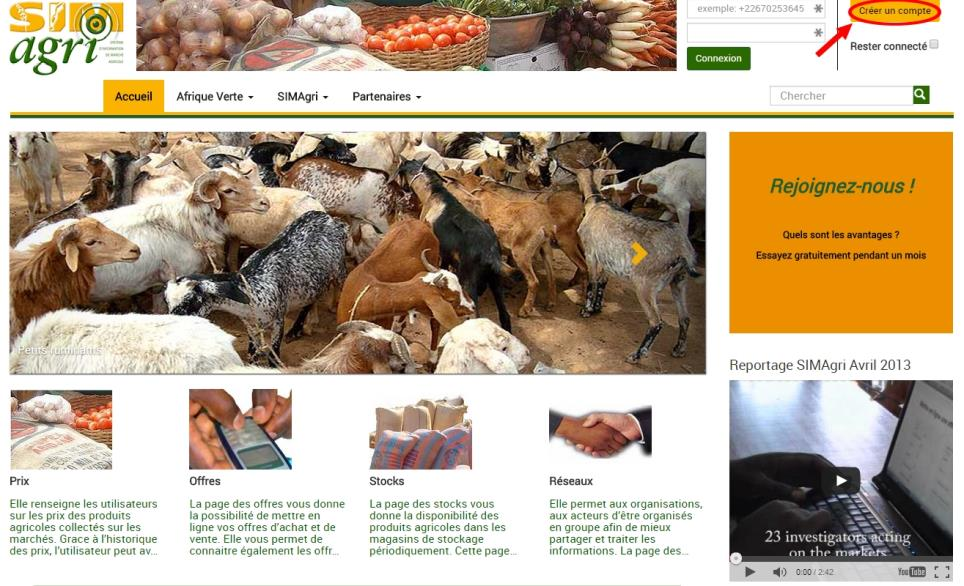 SIM
agri
SYSTÈME
D'INFORMATION
DE MARCHÉ
AGRICOLE
exemple: +22670253645 *
*
Connexion
Créer un compte
Rester connecté
Accueil Afrique Verte SIMAgri Partenaires
Chercher
Petits ruminants
Rejoignez-nous !
Quels sont les avantages ?
Essayez gratuitement pendant un mois
Reportage SIMAgri Avril 2013
23 investigators acting
on the markets
0:00 / 2:42
YouTube
Prix
Elle renseigne les utilisateurs
sur les prix des produits
agricoles collectés sur les
marchés. Grace à l'historique
des prix, l'utilisateur peut av...
Offres
La page des offres vous donne
la possibilité de mettre en
ligne vos offres d'achat et de
vente. Elle vous permet de
connaitre également les offr...
Stocks
La page des stocks vous
donne la disponibilité des
produits agricoles dans les
magasins de stockage
périodiquement. Cette page...
Réseaux
Elle permet aux organisations,
aux acteurs d'être organisés
en groupe afin de mieux
partager et traiter les
informations. La page des...